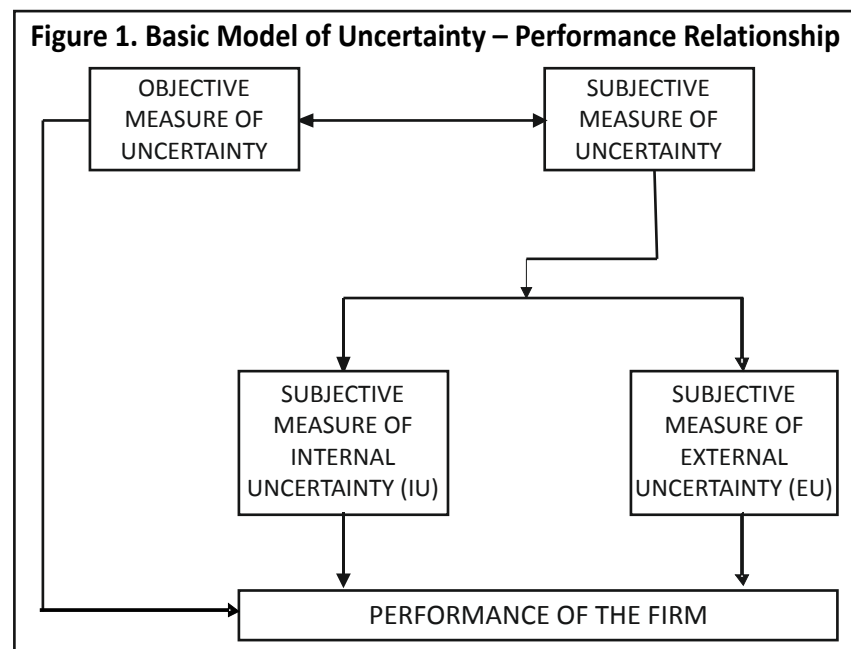 Figure 1. Basic Model of Uncertainty – Performance Relationship
OBJECTIVE
MEASURE OF
UNCERTAINTY
SUBJECTIVE
MEASURE OF
UNCERTAINTY
SUBJECTIVE
MEASURE OF
INTERNAL
UNCERTAINTY (IU)
SUBJECTIVE
MEASURE OF
EXTERNAL
UNCERTAINTY (EU)
PERFORMANCE OF THE FIRM